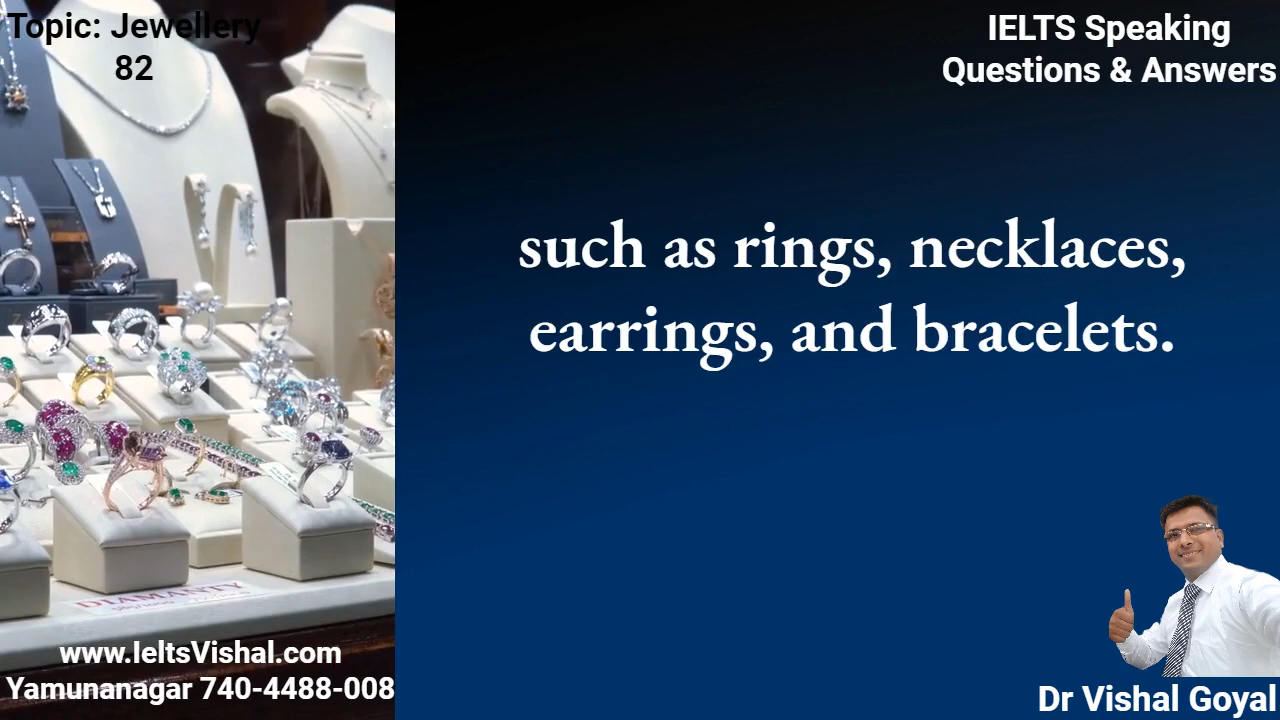 Topic: Jewellery
82
IELTS Speaking
Questions & Answers
such as rings, necklaces,
earrings, and bracelets.
DIAMANTY
www.IeltsVishal.com
Yamunanagar 740-4488-008
Dr Vishal Goyal